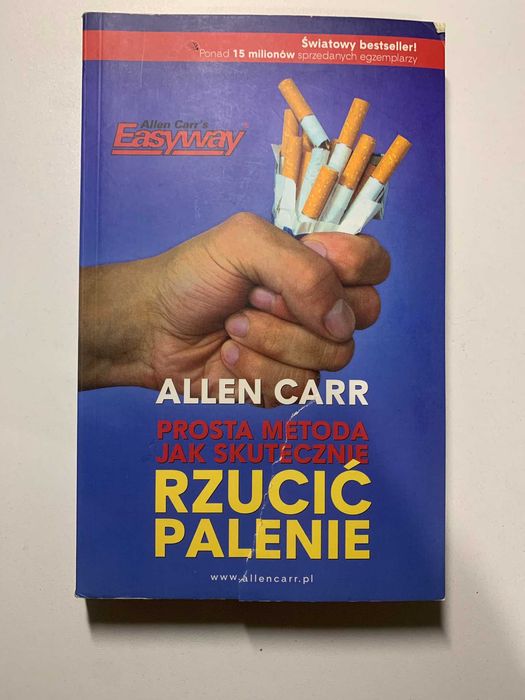 Światowy bestseller!
Ponad 15 milionów sprzedanych egzemplarzy
Allen Carr's
Easyway®
ALLEN CARR
PROSTA METODA
JAK SKUTECZNIE
RZUCIĆ
PALENIE
www.allencarr.pl